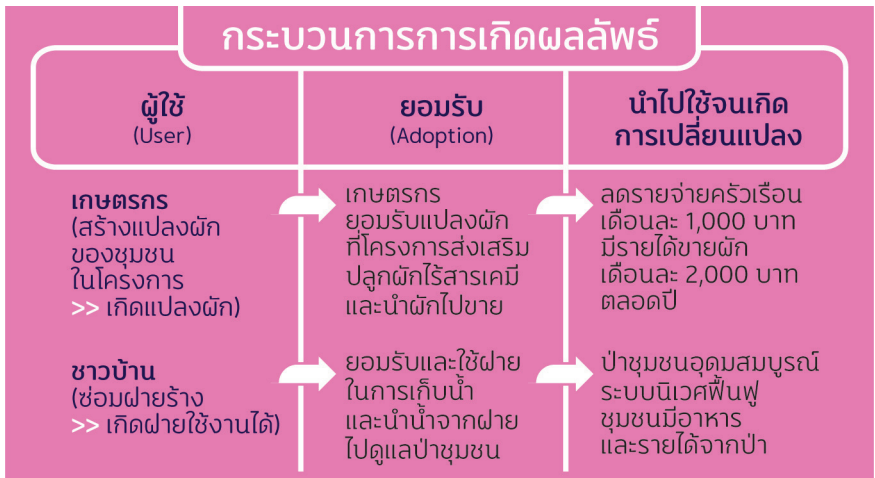 กระบวนการการเกิดผลลัพธ์
ผู้ใช้
(User)
ยอมรับ
(Adoption)
นำไปใช้จนเกิด
การเปลี่ยนแปลง
เกษตรกร
(สร้างแปลงผัก
ของชุมชน
ในโครงการ
>> เกิดแปลงผัก)
เกษตรกร
ยอมรับแปลงผัก
ที่โครงการส่งเสริม
ปลูกผักไร้สารเคมี
และนำผักไปขาย
ลดรายจ่ายครัวเรือน
เดือนละ 1,000 บาท
มีรายได้ขายผัก
เดือนละ 2,000 บาท
ตลอดปี
ชาวบ้าน
(ซ่อมฝายร้าง
>> เกิดฝายใช้งานได้)
ยอมรับและใช้ฝาย
ในการเก็บน้ำ
และนำน้ำจากฝาย
ไปดูแลป่าชุมชน
ป่าชุมชนอุดมสมบูรณ์
ระบบนิเวศฟื้นฟู
ชุมชนมีอาหาร
และรายได้จากป่า